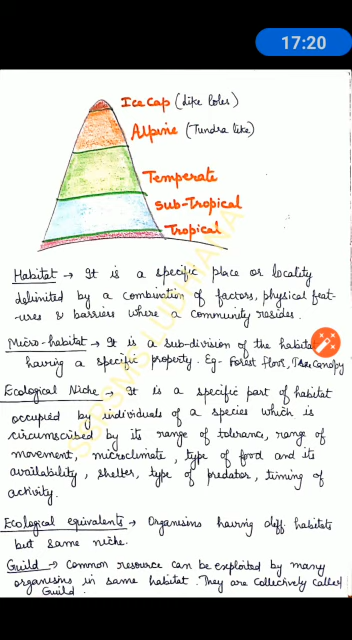 17:20
Ice cap (Like Poles)
Alpine (Tundra like)
Temperate
Sub-Tropical
Tropical
Habitat → It is a specific place or locality
delimited by a combination of factors, physical feat-
-ures & barriers where a community resides.
Micro-habitat → It is a sub-division of the habitat
having a specific property. Eg- Forest floor, Tree Canopy
Ecological Niche → It is a specific part of habitat
occupied by individuals of a species which is
circumscribed by its range of tolerance, range of
movement, microclimate, type of food and its
availability, shelter, type of predator, timing of
activity.
Ecological equivalents → Organisms having diff. habitats
but same niche.
Guild → Common resource can be exploited by many
organisms in same habitat. They are collectively called
Guild.